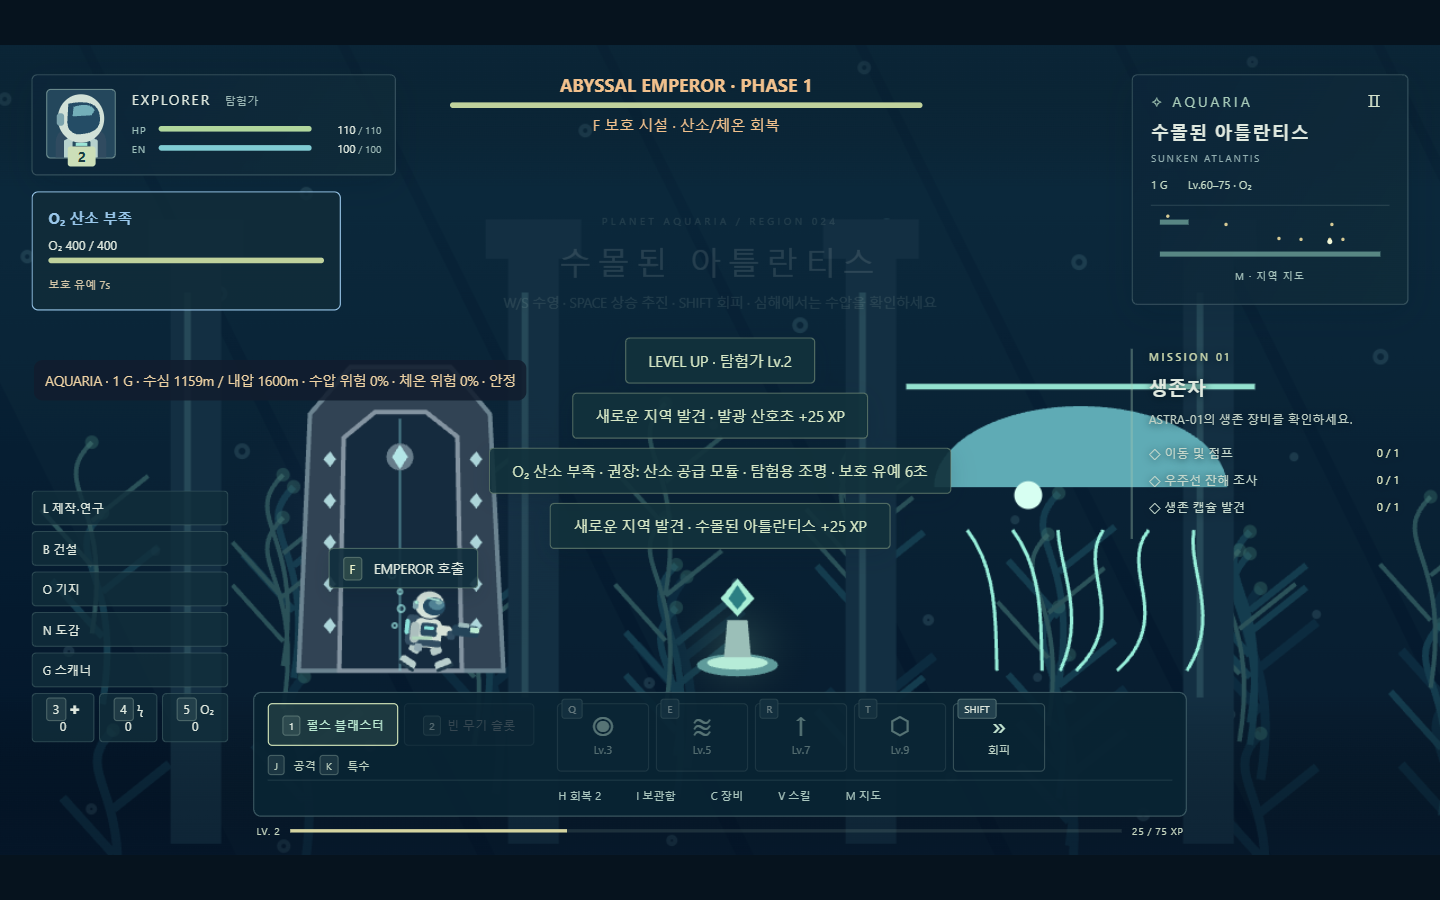 EXPLORER 탐험가
HP 110 / 110
EN 100 / 100
2
ABYSSAL EMPEROR · PHASE 1
F 보호 시설 · 산소/체온 회복
✧ AQUARIA II
수몰된 아틀란티스
SUNKEN ATLANTIS
1 G Lv.60–75 · O₂
M · 지역 지도
O₂ 산소 부족
O₂ 400 / 400
보호 유예 7s
PLANET AQUARIA / REGION 024
수몰된 아틀란티스
W/S 수영 · SPACE 상승 추진 · SHIFT 회피 · 심해에서는 수압을 확인하세요
AQUARIA · 1 G · 수심 1159m / 내압 1600m · 수압 위험 0% · 체온 위험 0% · 안정
LEVEL UP · 탐험가 Lv.2
새로운 지역 발견 · 발광 산호초 +25 XP
O₂ 산소 부족 · 권장: 산소 공급 모듈 · 탐험용 조명 · 보호 유예 6초
새로운 지역 발견 · 수몰된 아틀란티스 +25 XP
MISSION 01
생존자
ASTRA-01의 생존 장비를 확인하세요.
◇ 이동 및 점프 0 / 1
◇ 우주선 잔해 조사 0 / 1
◇ 생존 캡슐 발견 0 / 1
F EMPEROR 호출
L 제작·연구
B 건설
O 기지
N 도감
G 스캐너
3 ✚ 0
4 ϟ 0
5 O₂ 0
1 펄스 블래스터
2 빈 무기 슬롯
J 공격 K 특수
Q Lv.3
E Lv.5
R Lv.7
T Lv.9
SHIFT » 회피
H 회복 2 I 보관함 C 장비 V 스킬 M 지도
LV. 2 25 / 75 XP